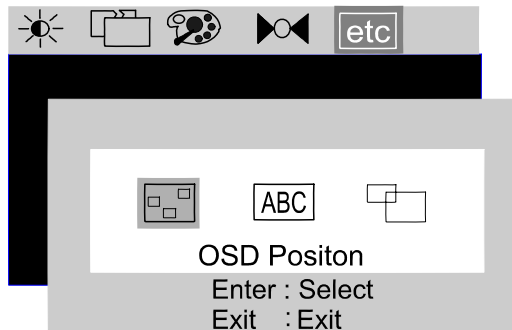 etc
ABC
OSD Positon
Enter : Select
Exit : Exit